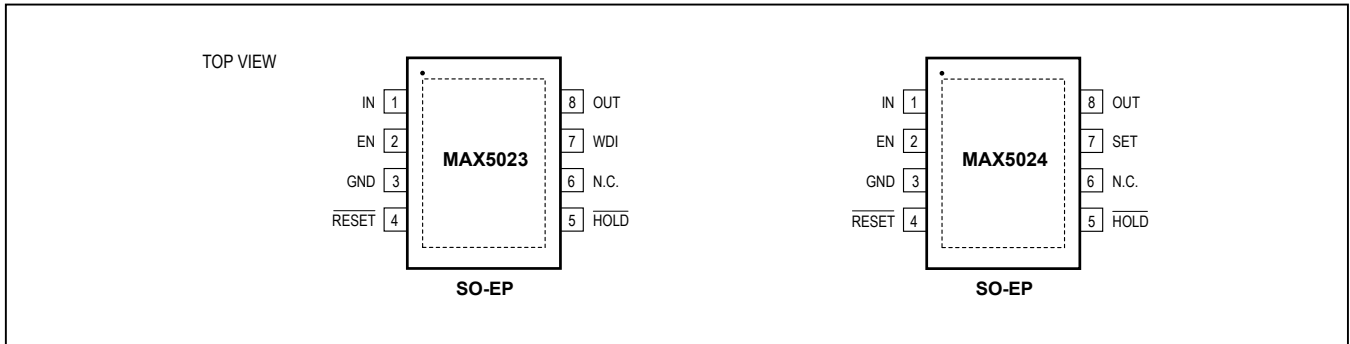 TOP VIEW
IN 1
EN 2
GND 3
RESET 4
MAX5023
8 OUT
7 WDI
6 N.C.
5 HOLD
SO-EP
IN 1
EN 2
GND 3
RESET 4
MAX5024
8 OUT
7 SET
6 N.C.
5 HOLD
SO-EP